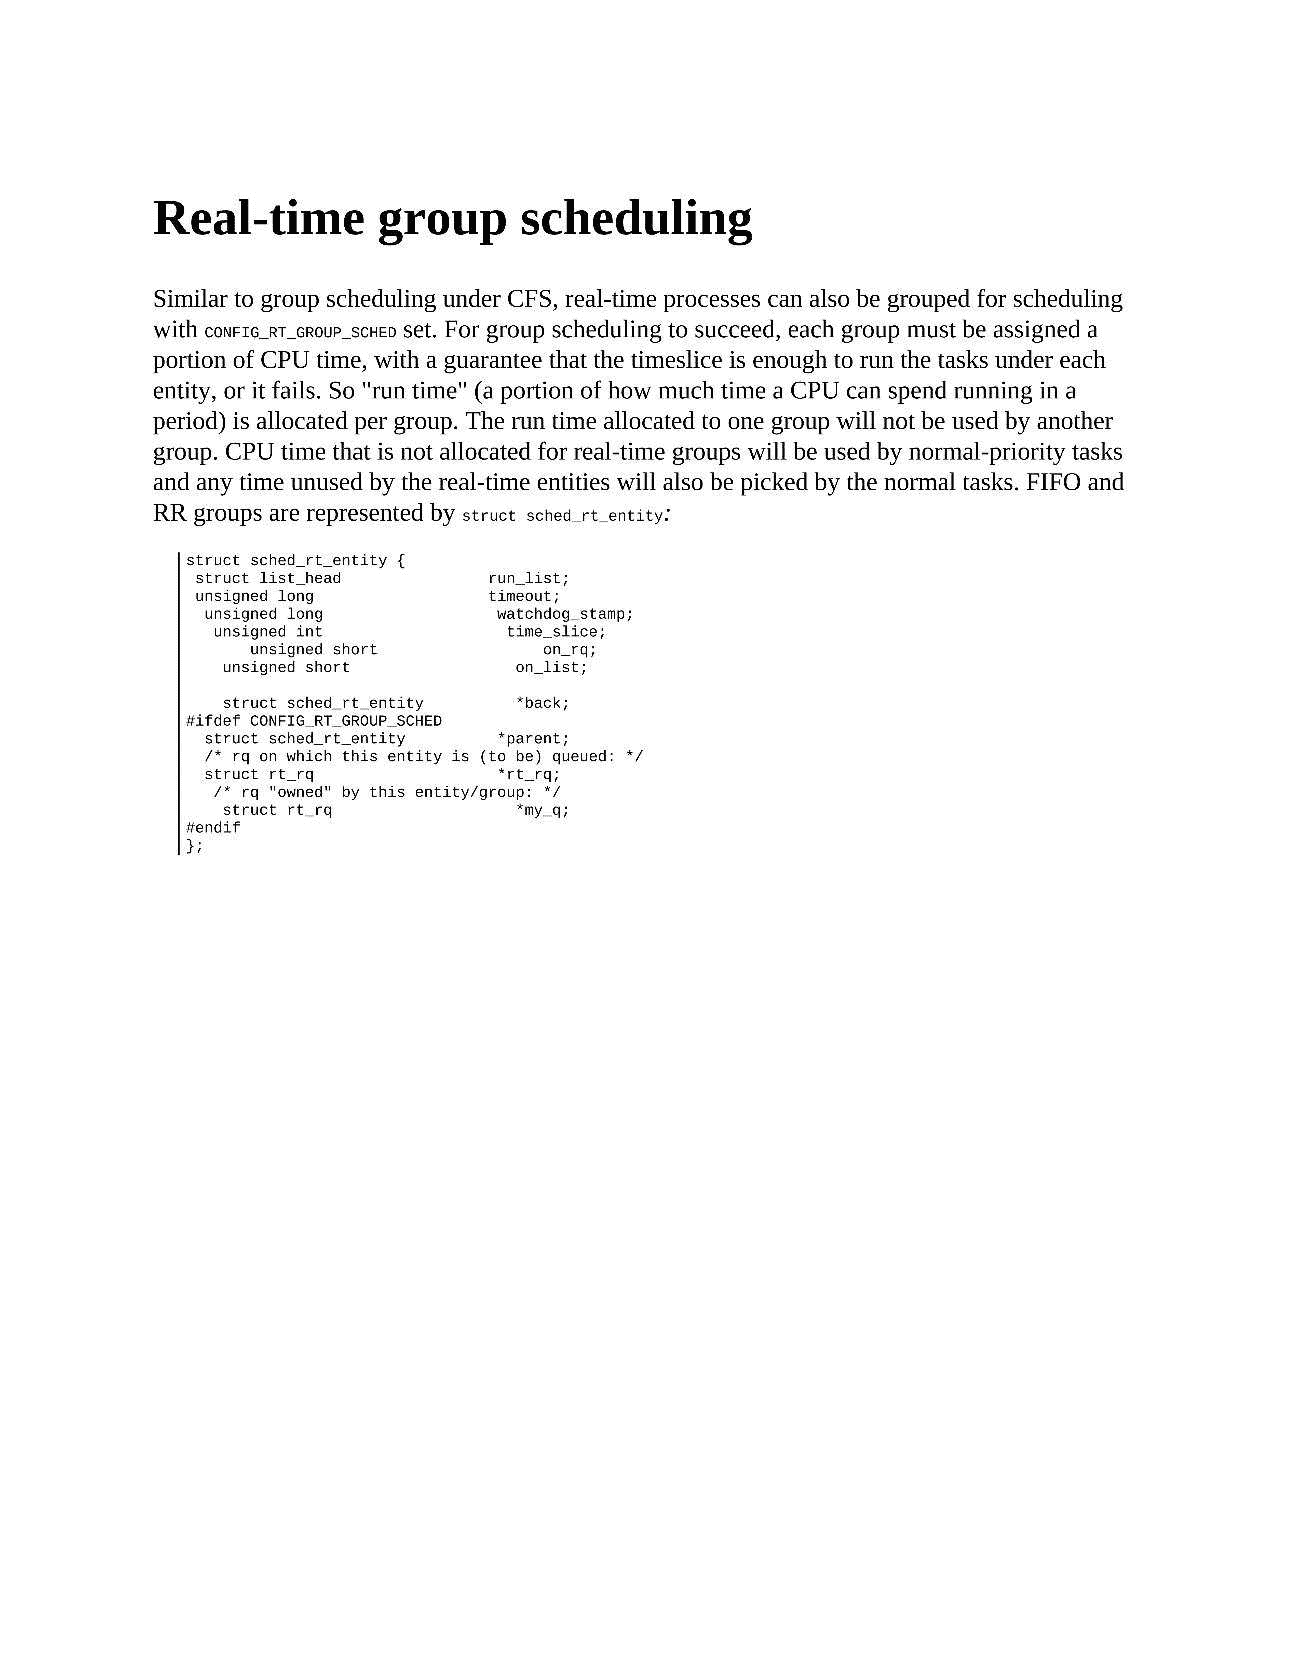 Real-time group scheduling
Similar to group scheduling under CFS, real-time processes can also be grouped for scheduling
with CONFIG_RT_GROUP_SCHED set. For group scheduling to succeed, each group must be assigned a
portion of CPU time, with a guarantee that the timeslice is enough to run the tasks under each
entity, or it fails. So "run time" (a portion of how much time a CPU can spend running in a
period) is allocated per group. The run time allocated to one group will not be used by another
group. CPU time that is not allocated for real-time groups will be used by normal-priority tasks
and any time unused by the real-time entities will also be picked by the normal tasks. FIFO and
RR groups are represented by struct sched_rt_entity:
struct sched_rt_entity {
 struct list_head                run_list;
 unsigned long                   timeout;
  unsigned long                   watchdog_stamp;
   unsigned int                    time_slice;
       unsigned short                  on_rq;
    unsigned short                  on_list;

    struct sched_rt_entity          *back;
#ifdef CONFIG_RT_GROUP_SCHED
  struct sched_rt_entity          *parent;
  /* rq on which this entity is (to be) queued: */
  struct rt_rq                    *rt_rq;
   /* rq "owned" by this entity/group: */
    struct rt_rq                    *my_q;
#endif
};